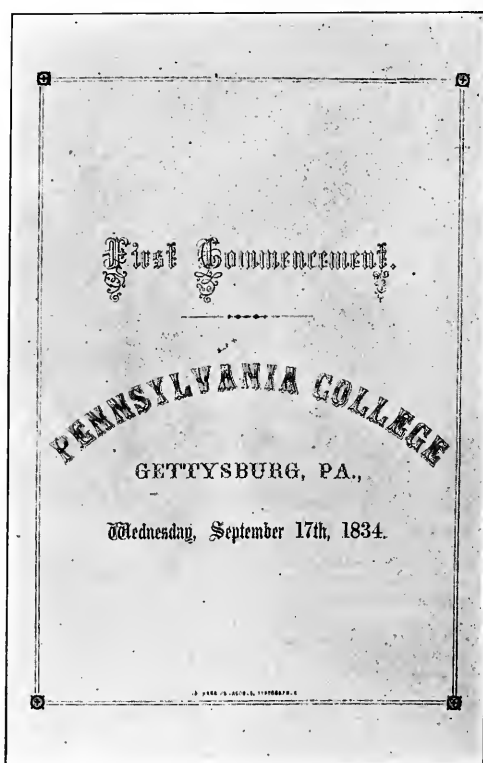 First Commencement.
PENNSYLVANIA COLLEGE
GETTYSBURG, PA.,
Wednesday, September 17th, 1834.